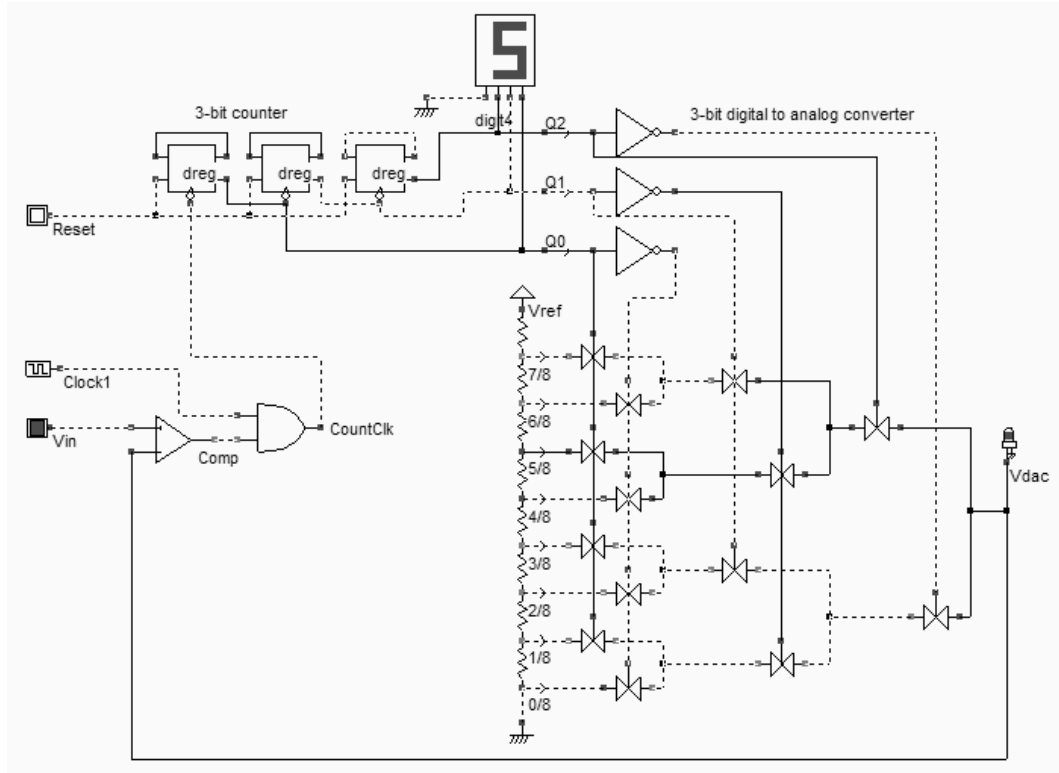 5
3-bit counter
digit4
Q2
3-bit digital to analog converter
dreg
dreg
dreg
Q1
Reset
Q0
Vref
7/8
Clock1
6/8
Vin
CountClk
Comp
5/8
Vdac
4/8
3/8
2/8
1/8
0/8